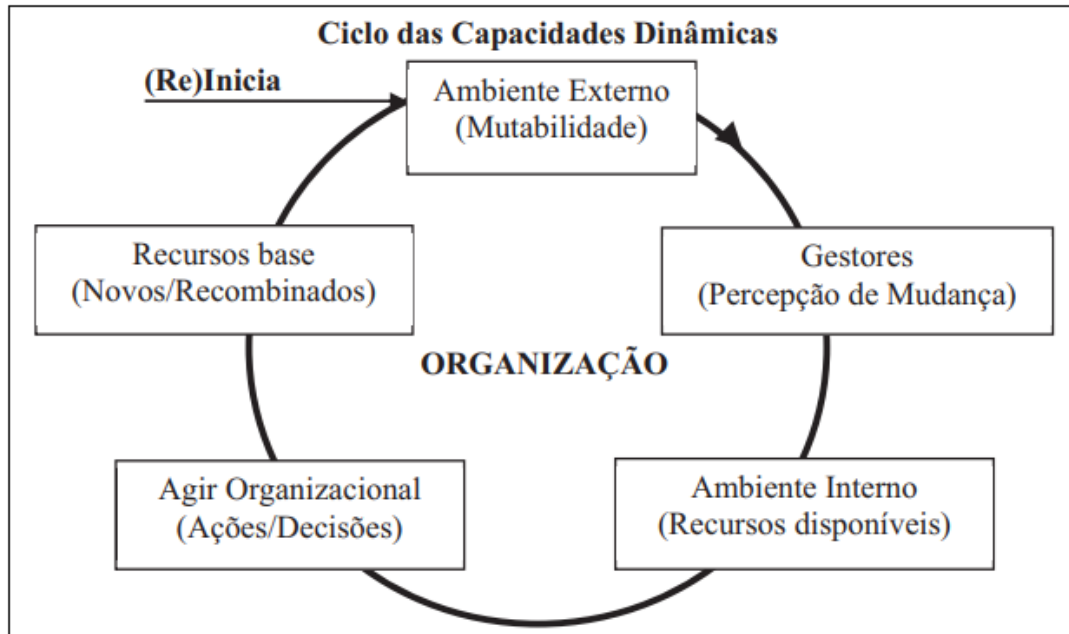 Ciclo das Capacidades Dinâmicas
(Re)Inicia
Ambiente Externo
(Mutabilidade)
Gestores
(Percepção de Mudança)
Ambiente Interno
(Recursos disponíveis)
Agir Organizacional
(Ações/Decisões)
Recursos base
(Novos/Recombinados)
ORGANIZAÇÃO